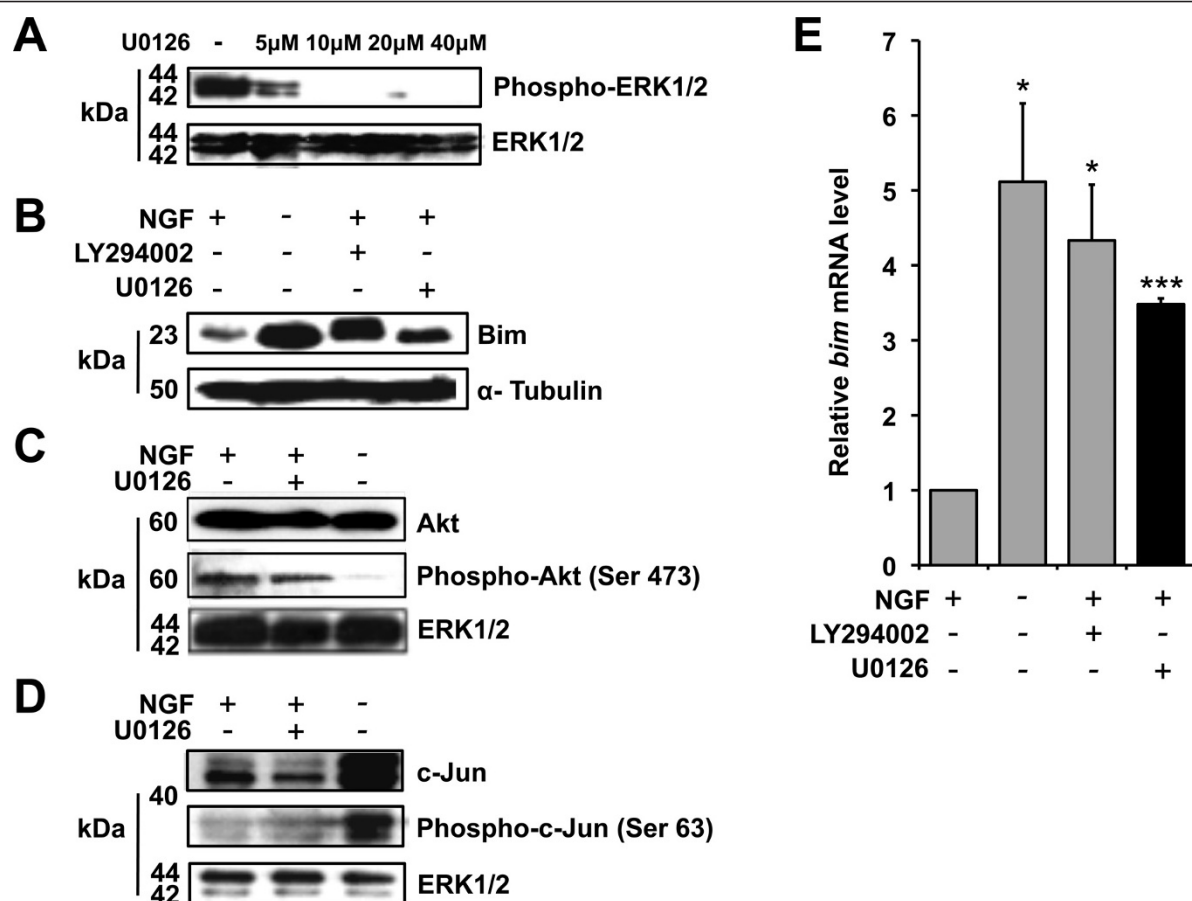 A
U0126 - 5µM 10µM 20µM 40µM
kDa
44
42
Phospho-ERK1/2
44
42
ERK1/2
B
NGF + - + +
LY294002 - - + -
U0126 - - - +
kDa
23
Bim
50
α- Tubulin
C
NGF + + -
U0126 - + -
kDa
60
Akt
60
Phospho-Akt (Ser 473)
44
42
ERK1/2
D
NGF + + -
U0126 - + -
c-Jun
40
kDa
Phospho-c-Jun (Ser 63)
44
42
ERK1/2
E
Relative bim mRNA level
7
6
5
4
3
2
1
0
*
*
***
NGF + - + +
LY294002 - - + -
U0126 - - - +